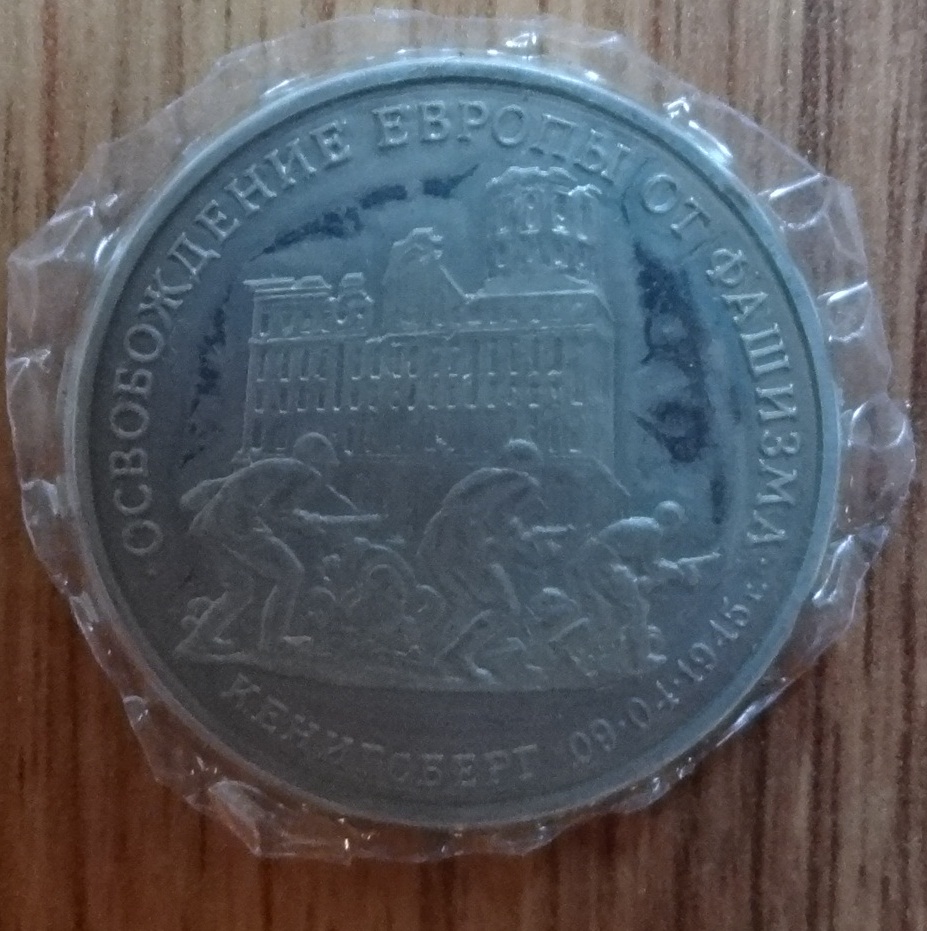 ·ОСВОБОЖДЕНИЕ ЕВРОПЫ ОТ ФАШИЗМА·
КЕНИГСБЕРГ 09·04·1945 г.